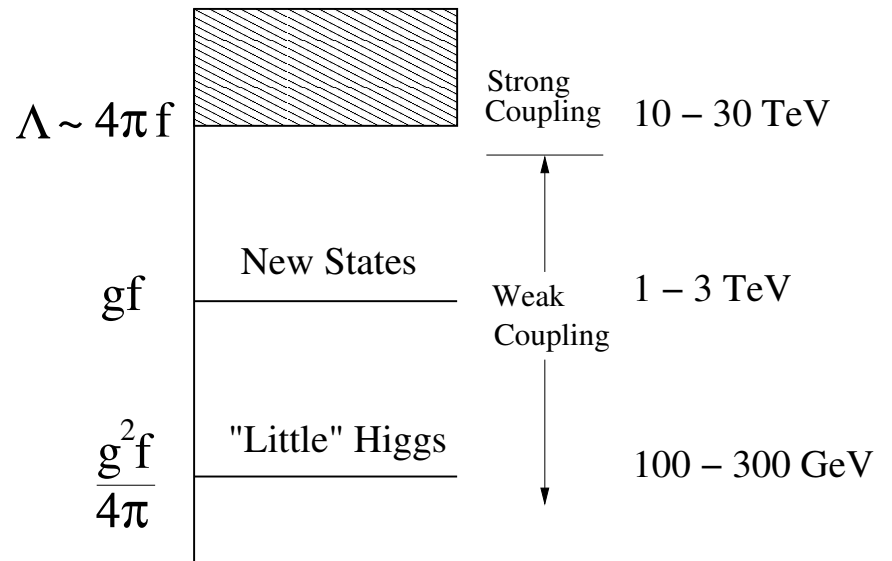 Λ ~ 4π f
Strong
Coupling
10 – 30 TeV
New States
gf
Weak
Coupling
1 – 3 TeV
"Little" Higgs
g²f
4π
100 – 300 GeV